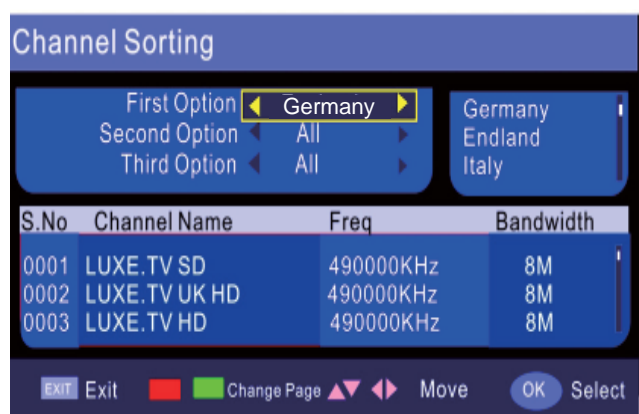 Channel Sorting
First Option Germany
Second Option All
Third Option All
Germany
Endland
Italy
S.No Channel Name Freq Bandwidth
0001 LUXE.TV SD 490000KHz 8M
0002 LUXE.TV UK HD 490000KHz 8M
0003 LUXE.TV HD 490000KHz 8M
EXIT Exit Change Page Move OK Select